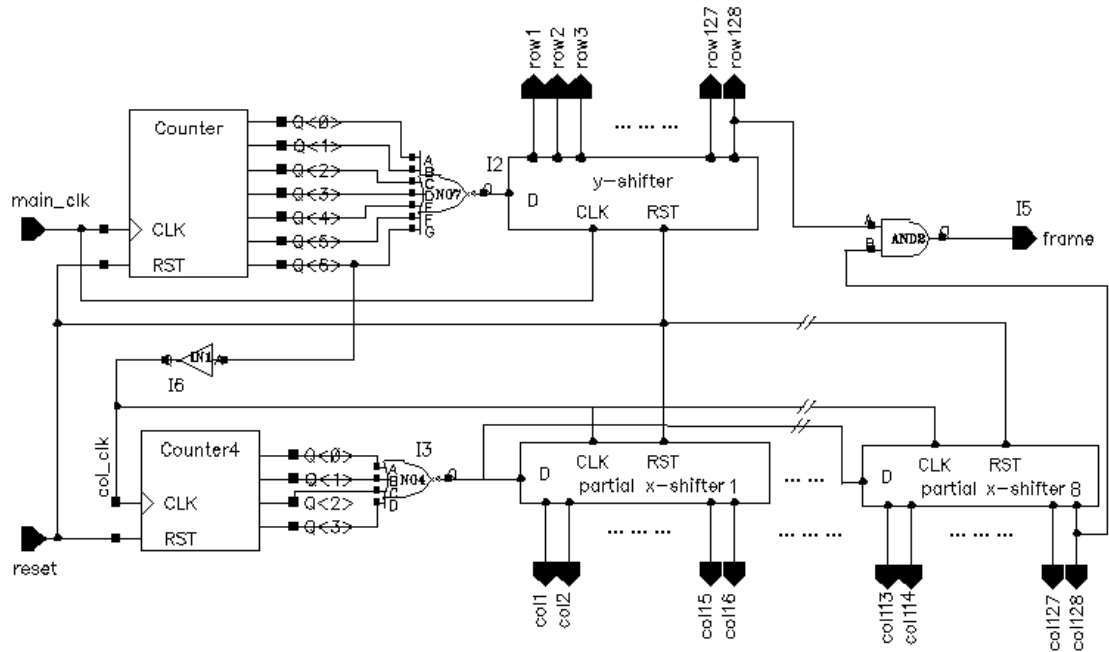 row1
row2
row3
row127
row128
... ... ...
Counter
Q<0>
Q<1>
Q<2>
Q<3>
Q<4>
Q<5>
Q<6>
A
B
C
D
E
F
G
NO7
O
I2
y-shifter
D
CLK
RST
main_clk
CLK
RST
A
B
AND2
O
I5
frame
IN1
A
O
I6
col_clk
Counter4
CLK
RST
Q<0>
Q<1>
Q<2>
Q<3>
A
B
C
D
NO4
O
I3
D
CLK
RST
partial x-shifter 1
... ...
D
CLK
RST
partial x-shifter 8
reset
... ... ...
... ... ...
... ... ...
col1
col2
col15
col16
col113
col114
col127
col128